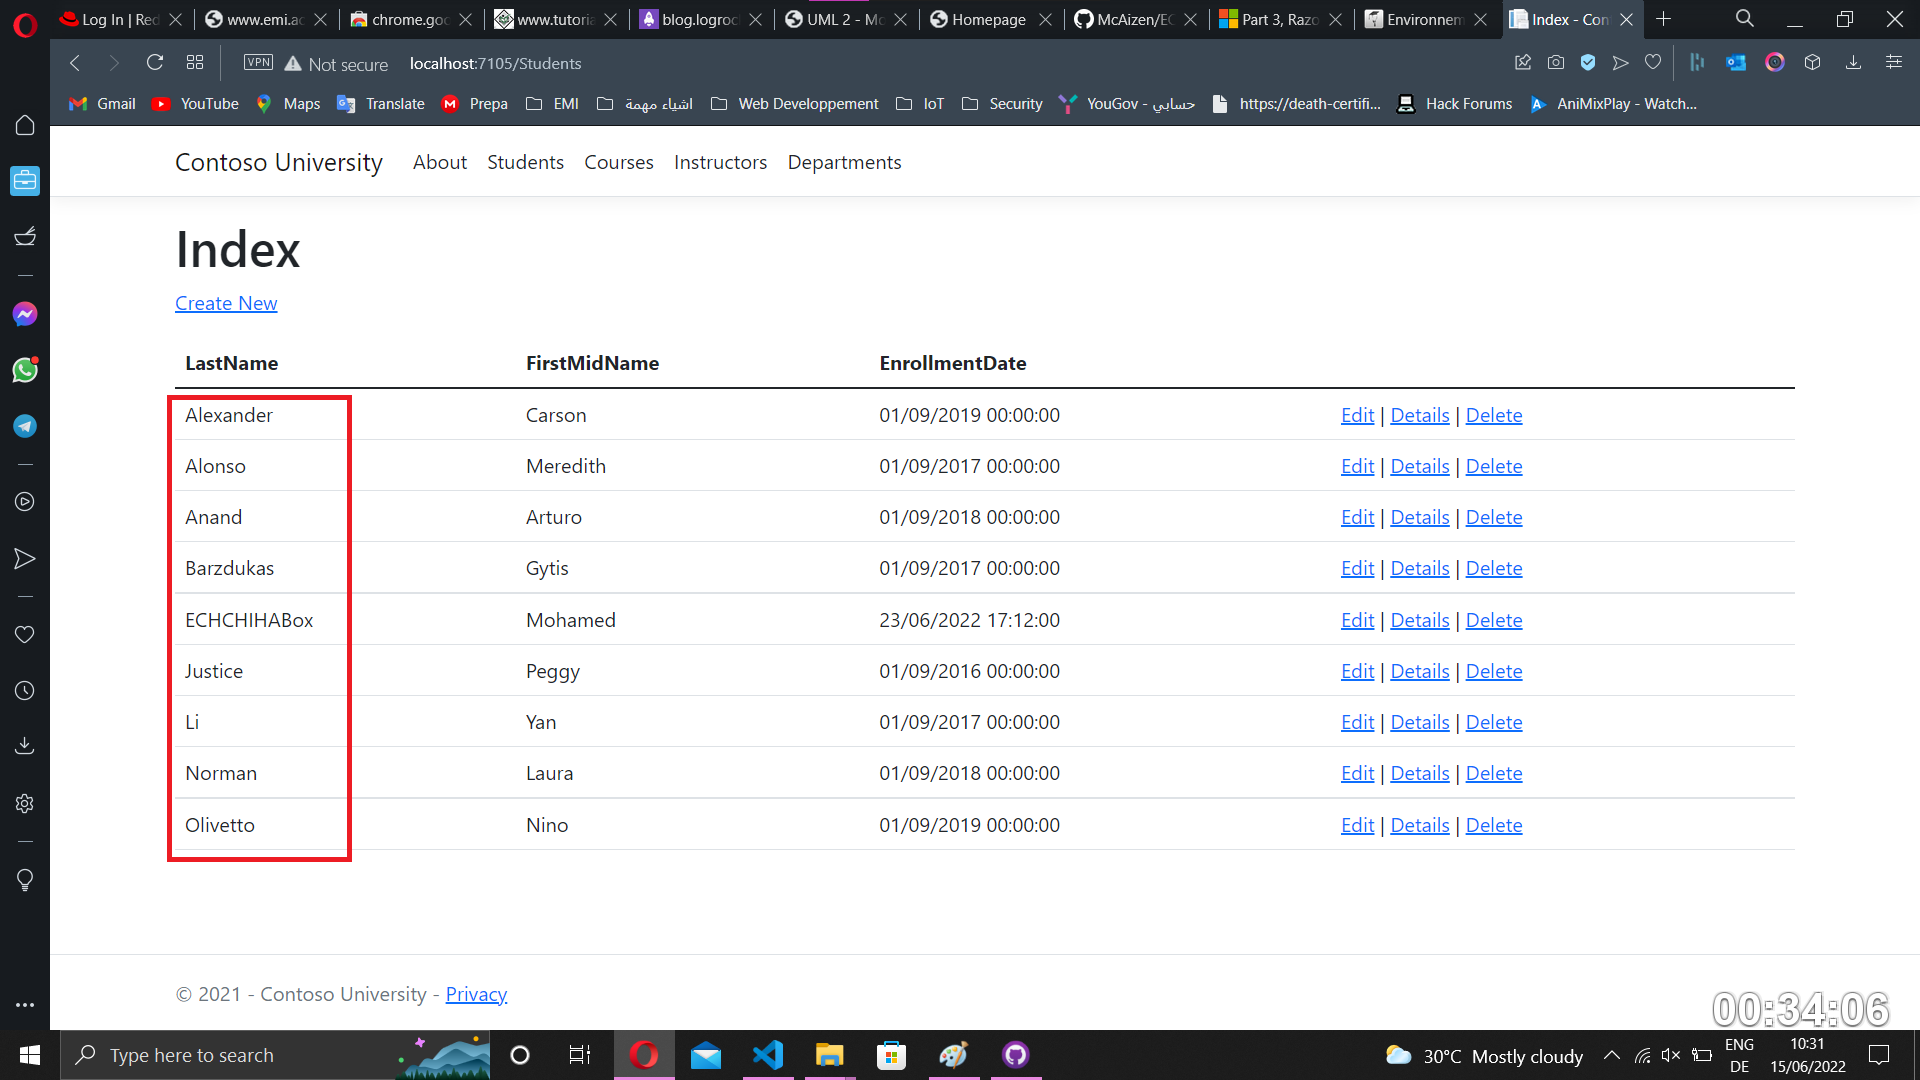 Log In | Red
www.emi.ac
chrome.goo
www.tutoria
blog.logroc
UML 2 - Mo
Homepage
McAizen/EC
Part 3, Razo
Environnem
Index - Con
VPN
Not secure
localhost:7105/Students
Gmail
YouTube
Maps
Translate
Prepa
EMI
اشياء مهمة
Web Developpement
IoT
Security
YouGov - حسابي
https://death-certifi...
Hack Forums
AniMixPlay - Watch...
Contoso University About Students Courses Instructors Departments
Index
Create New
LastName FirstMidName EnrollmentDate
Alexander Carson 01/09/2019 00:00:00 Edit | Details | Delete
Alonso Meredith 01/09/2017 00:00:00 Edit | Details | Delete
Anand Arturo 01/09/2018 00:00:00 Edit | Details | Delete
Barzdukas Gytis 01/09/2017 00:00:00 Edit | Details | Delete
ECHCHIHABox Mohamed 23/06/2022 17:12:00 Edit | Details | Delete
Justice Peggy 01/09/2016 00:00:00 Edit | Details | Delete
Li Yan 01/09/2017 00:00:00 Edit | Details | Delete
Norman Laura 01/09/2018 00:00:00 Edit | Details | Delete
Olivetto Nino 01/09/2019 00:00:00 Edit | Details | Delete
© 2021 - Contoso University - Privacy
00:34:06
Type here to search
30°C Mostly cloudy
ENG
DE
10:31
15/06/2022